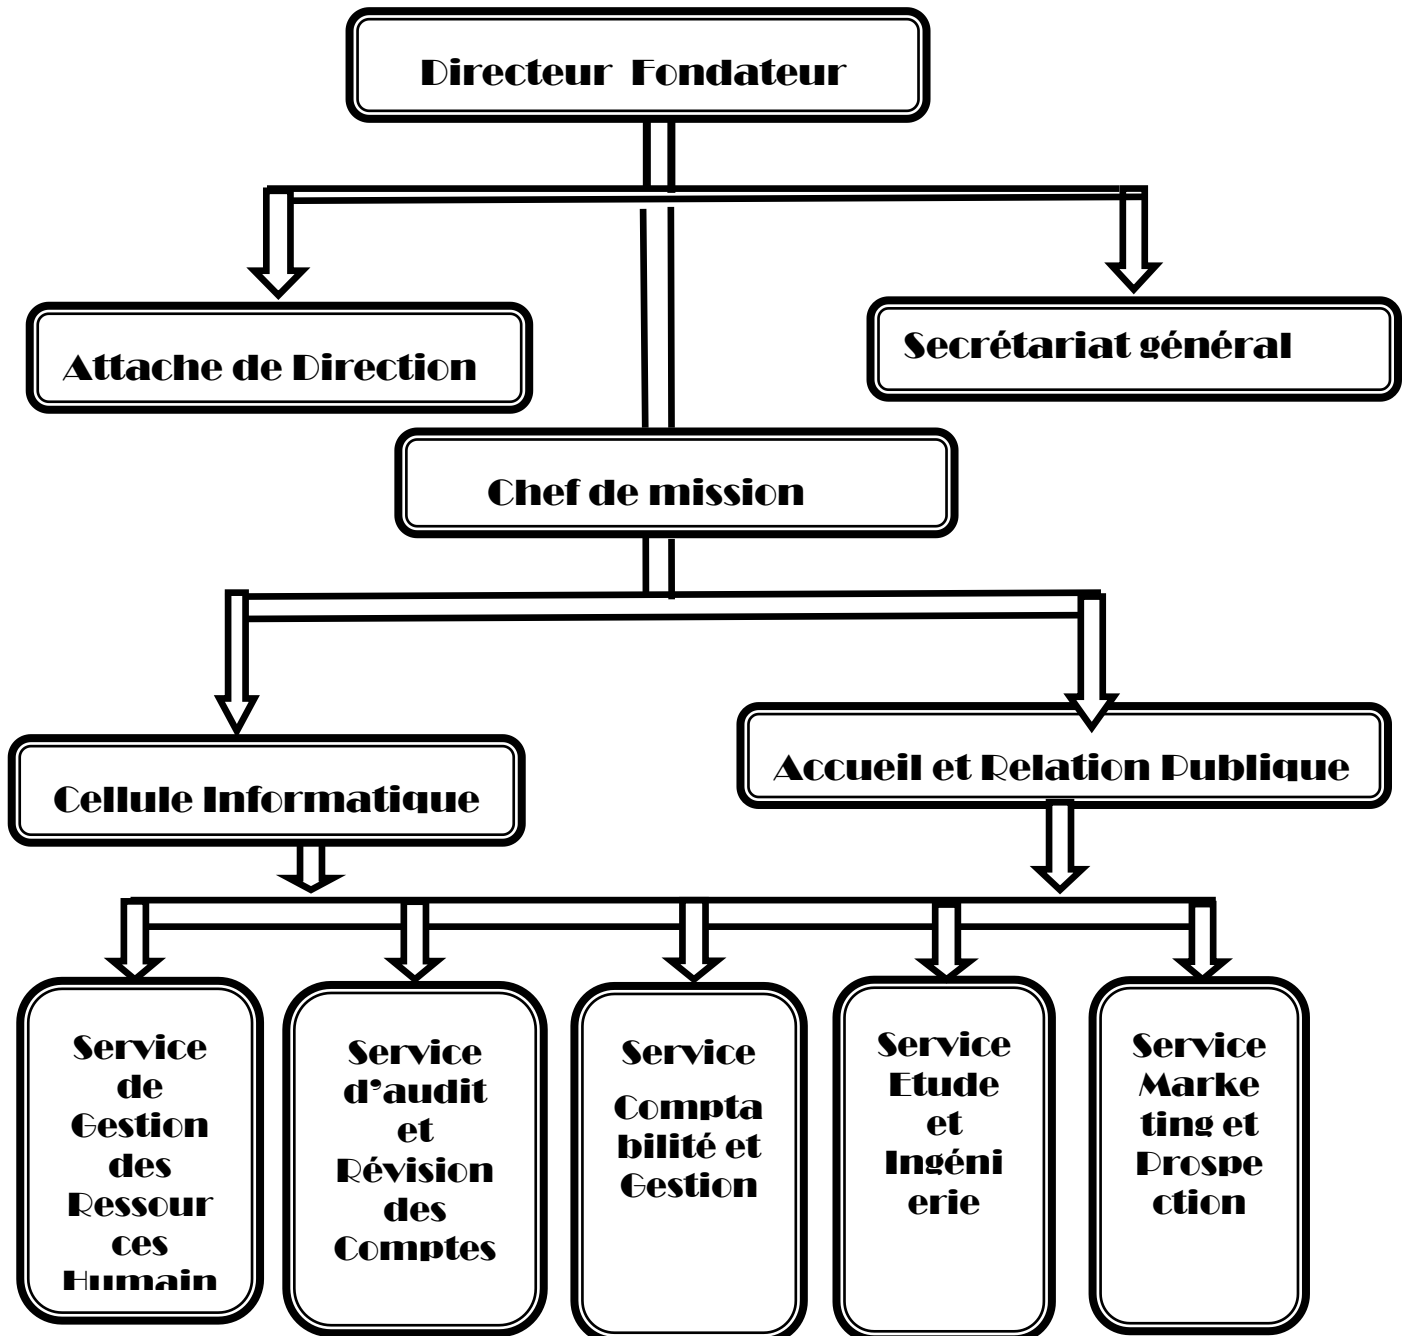 Directeur Fondateur
Attache de Direction
Secrétariat général
Chef de mission
Cellule Informatique
Accueil et Relation Publique
Service
de
Gestion
des
Ressour
ces
Humain
Service
d'audit
et
Révision
des
Comptes
Service
Compta
bilité et
Gestion
Service
Etude
et
Ingéni
erie
Service
Marke
ting et
Prospe
ction